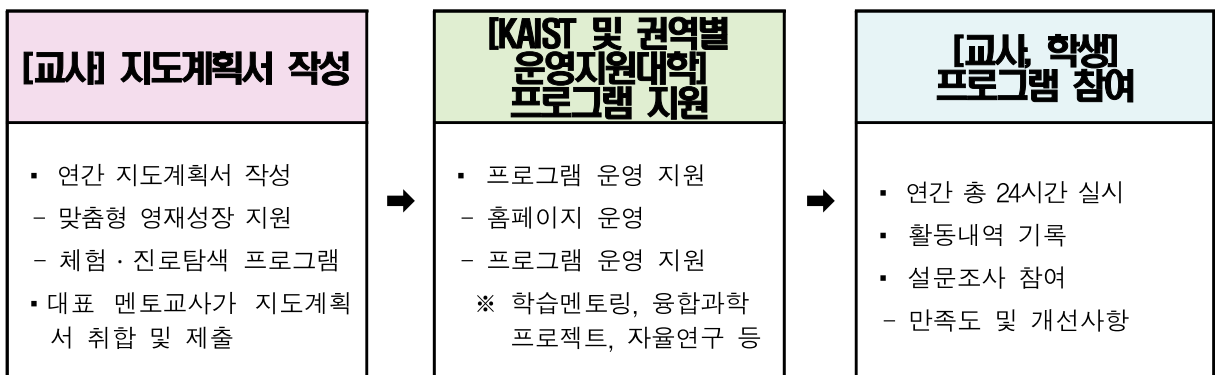 [교사] 지도계획서 작성
▪ 연간 지도계획서 작성
- 맞춤형 영재성장 지원
- 체험·진로탐색 프로그램
▪ 대표 멘토교사가 지도계획
서 취합 및 제출
➡
[KAIST 및 권역별
운영지원대학]
프로그램 지원
▪ 프로그램 운영 지원
- 홈페이지 운영
- 프로그램 운영 지원
※ 학습멘토링, 융합과학
프로젝트, 자율연구 등
➡
[교사, 학생]
프로그램 참여
▪ 연간 총 24시간 실시
▪ 활동내역 기록
▪ 설문조사 참여
- 만족도 및 개선사항